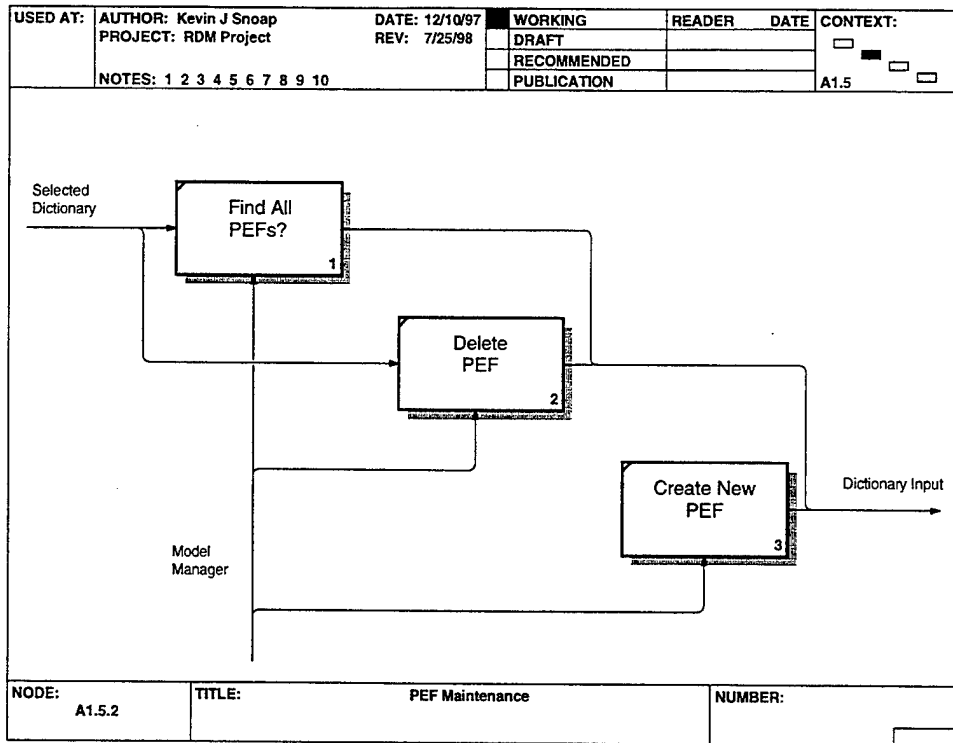 USED AT:
AUTHOR: Kevin J Snoap
DATE: 12/10/97
PROJECT: RDM Project
REV: 7/25/98
NOTES: 1 2 3 4 5 6 7 8 9 10
WORKING
DRAFT
RECOMMENDED
PUBLICATION
READER DATE
CONTEXT:
A1.5
Selected
Dictionary
Find All
PEFs?
1
Delete
PEF
2
Create New
PEF
3
Dictionary Input
Model
Manager
NODE:
A1.5.2
TITLE:
PEF Maintenance
NUMBER: